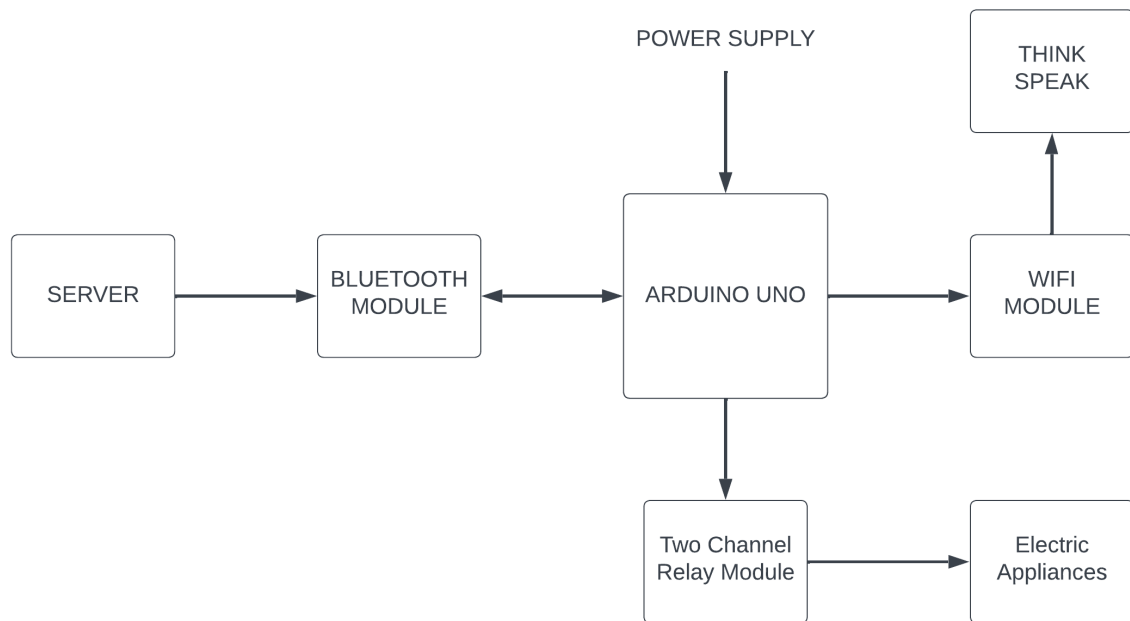 POWER SUPPLY
THINK
SPEAK
SERVER
BLUETOOTH
MODULE
ARDUINO UNO
WIFI
MODULE
Two Channel
Relay Module
Electric
Appliances